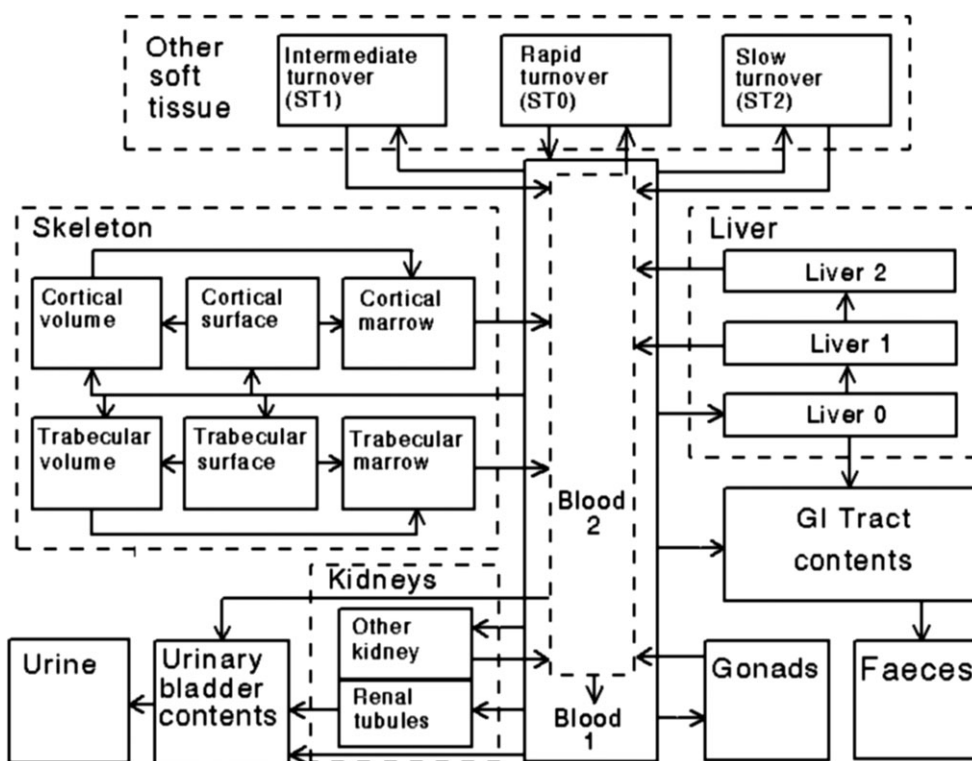 Other
soft
tissue
Intermediate
turnover
(ST1)
Rapid
turnover
(ST0)
Slow
turnover
(ST2)
Skeleton
Cortical
volume
Cortical
surface
Cortical
marrow
Trabecular
volume
Trabecular
surface
Trabecular
marrow
Liver
Liver 2
Liver 1
Liver 0
Blood
2
GI Tract
contents
Kidneys
Other
kidney
Renal
tubules
Urine
Urinary
bladder
contents
Blood
1
Gonads
Faeces